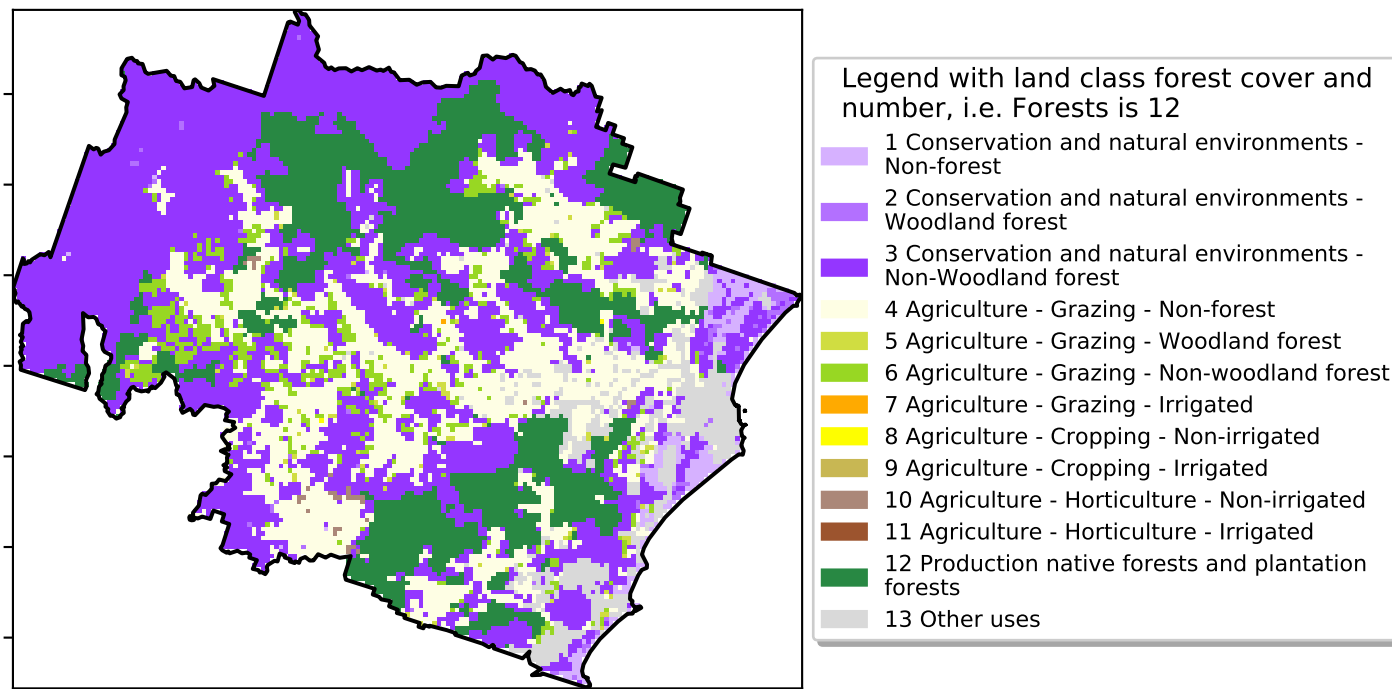 Legend with land class forest cover and
number, i.e. Forests is 12
1 Conservation and natural environments -
Non-forest
2 Conservation and natural environments -
Woodland forest
3 Conservation and natural environments -
Non-Woodland forest
4 Agriculture - Grazing - Non-forest
5 Agriculture - Grazing - Woodland forest
6 Agriculture - Grazing - Non-woodland forest
7 Agriculture - Grazing - Irrigated
8 Agriculture - Cropping - Non-irrigated
9 Agriculture - Cropping - Irrigated
10 Agriculture - Horticulture - Non-irrigated
11 Agriculture - Horticulture - Irrigated
12 Production native forests and plantation
forests
13 Other uses